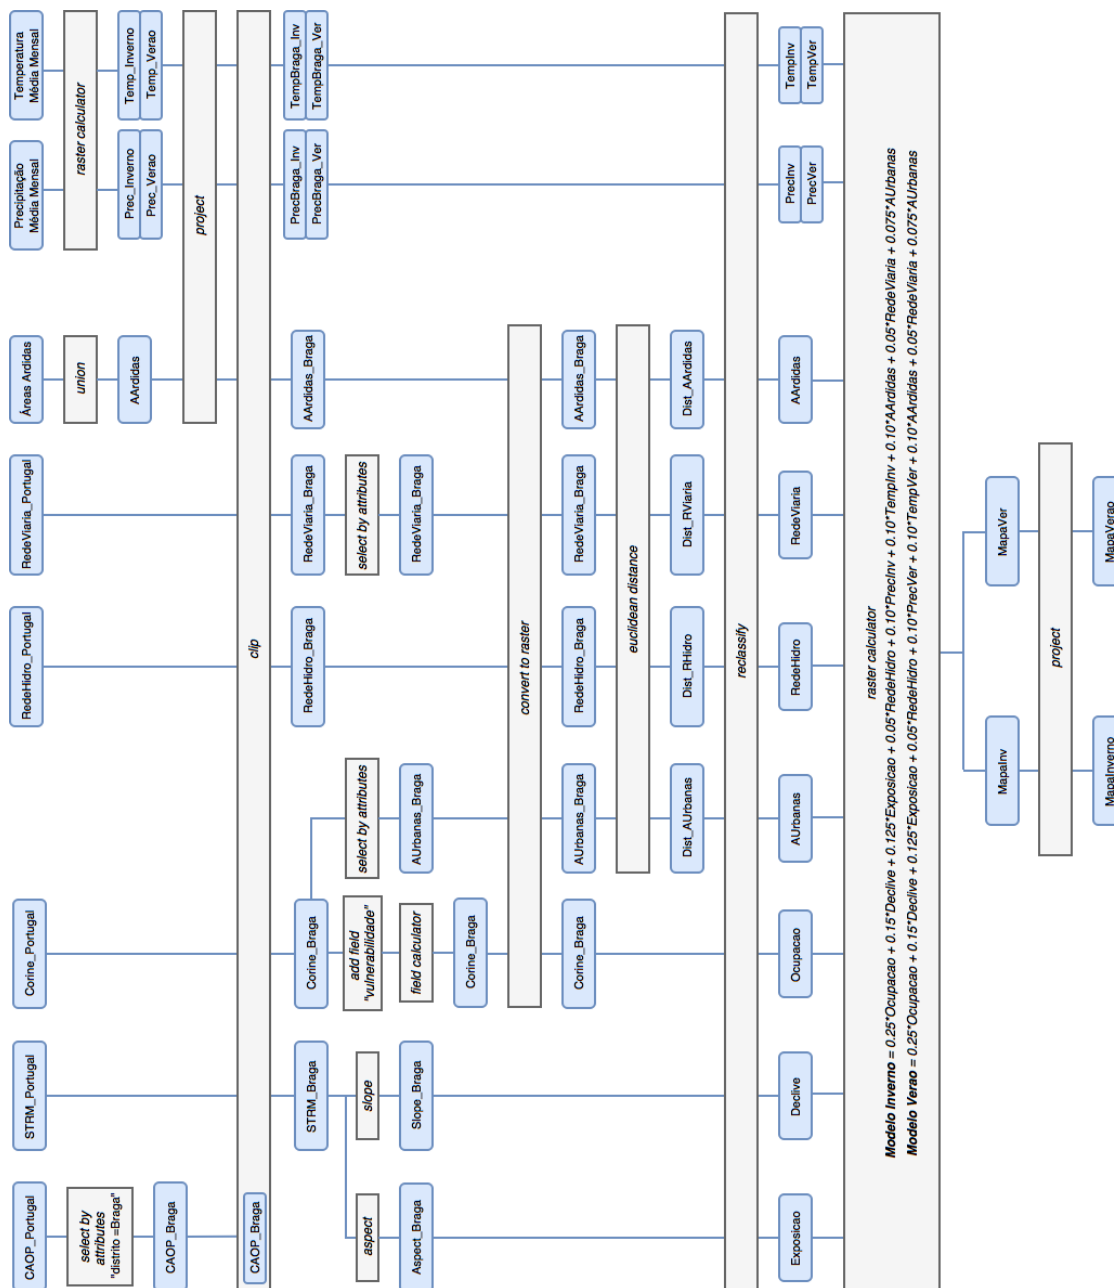 CAOP_Portugal
STRM_Portugal
Corine_Portugal
RedeHidro_Portugal
RedeViaria_Portugal
Áreas Ardidas
Precipitação
Média Mensal
Temperatura
Média Mensal
select by
attributes
"distrito =Braga"
union
raster calculator
CAOP_Braga
AArdidas
Prec_Inverno
Prec_Verao
Temp_Inverno
Temp_Verao
project
CAOP_Braga
clip
STRM_Braga
Corine_Braga
RedeHidro_Braga
RedeViaria_Braga
AArdidas_Braga
PrecBraga_Inv
PrecBraga_Ver
TempBraga_Inv
TempBraga_Ver
aspect
slope
add field
"vulnerabilidade"
select by attributes
select by attributes
Aspect_Braga
Slope_Braga
field calculator
AUrbanas_Braga
RedeViaria_Braga
Corine_Braga
convert to raster
Corine_Braga
AUrbanas_Braga
RedeHidro_Braga
RedeViaria_Braga
AArdidas_Braga
euclidean distance
Dist_AUrbanas
Dist_RHidro
Dist_RViaria
Dist_AArdidas
reclassify
Exposicao
Declive
Ocupacao
AUrbanas
RedeHidro
RedeViaria
AArdidas
PrecInv
PrecVer
TempInv
TempVer
raster calculator
Modelo Inverno = 0.25*Ocupacao + 0.15*Declive + 0.125*Exposicao + 0.05*RedeHidro + 0.10*PrecInv + 0.10*TempInv + 0.10*AArdidas + 0.05*RedeViaria + 0.075*AUrbanas
Modelo Verao = 0.25*Ocupacao + 0.15*Declive + 0.125*Exposicao + 0.05*RedeHidro + 0.10*PrecVer + 0.10*TempVer + 0.10*AArdidas + 0.05*RedeViaria + 0.075*AUrbanas
MapaInv
MapaVer
project
MapaInverno
MapaVerao